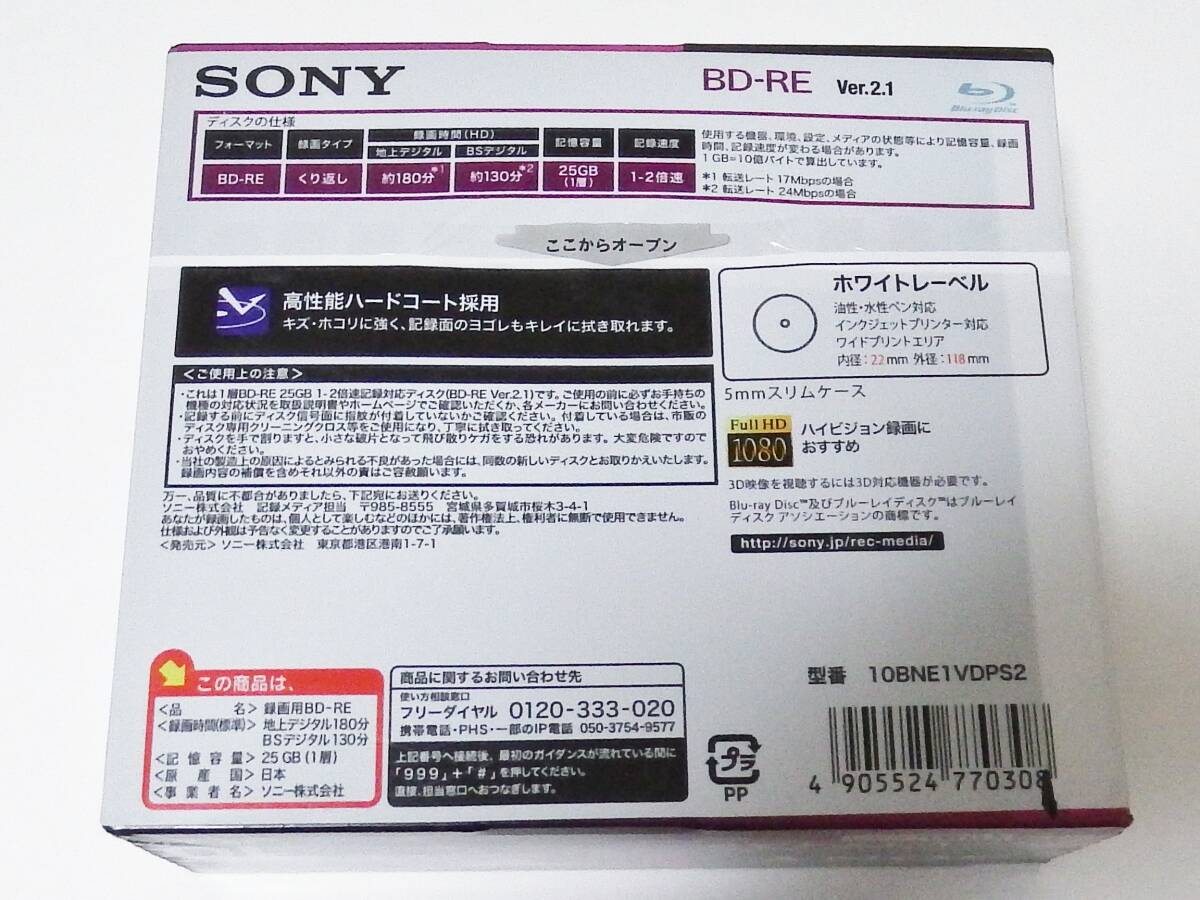 SONY
BD-RE Ver.2.1
Blu-ray Disc
ディスクの仕様
フォーマット 録画タイプ 録画時間(HD) 記憶容量 記録速度
地上デジタル BSデジタル
BD-RE くり返し 約180分*1 約130分*2 25GB (1層) 1-2倍速
使用する機器、環境、設定、メディアの状態等により記憶容量、録画
時間、記録速度が変わる場合があります。
1GB=10億バイトで算出しています。
*1 転送レート 17Mbpsの場合
*2 転送レート 24Mbpsの場合
ここからオープン
高性能ハードコート採用
キズ・ホコリに強く、記録面のヨゴレもキレイに拭き取れます。
ホワイトレーベル
油性・水性ペン対応
インクジェットプリンター対応
ワイドプリントエリア
内径:22mm 外径:118mm
<ご使用上の注意>
・これは1層BD-RE 25GB 1-2倍速記録対応ディスク(BD-RE Ver.2.1)です。ご使用の前に必ずお手持ちの
機種の対応状況を取扱説明書やホームページでご確認いただくか、各メーカーにお問い合わせください。
・記録する前にディスク信号面に指紋が付着していないかご確認ください。付着している場合は、市販の
ディスク専用クリーニングクロス等をご使用になり、丁寧に拭き取ってください。
・ディスクを手で割りますと、小さな破片となって飛び散りケガをする恐れがあります。大変危険ですので
おやめください。
・当社の製造上の原因によるとみられる不良があった場合には、同数の新しいディスクとお取りかえいたします。
録画内容の補償を含めそれ以外の責はご容赦願います。
5mmスリムケース
Full HD
1080
ハイビジョン録画に
おすすめ
3D映像を視聴するには3D対応機器が必要です。
Blu-ray Disc™及びブルーレイディスク™はブルーレイ
ディスク アソシエーションの商標です。
http://sony.jp/rec-media/
万一、品質に不都合がありましたら、下記宛にお送りください。
ソニー株式会社 記録メディア担当 〒985-8555 宮城県多賀城市桜木3-4-1
あなたが録画したものは、個人として楽しむなどのほかには、著作権法上、権利者に無断で使用できません。
仕様および外観は予告なく変更することがありますのでご了承願います。
<発売元> ソニー株式会社 東京都港区港南1-7-1
この商品は、
<品名> 録画用BD-RE
<録画時間(標準)> 地上デジタル180分
BSデジタル130分
<記憶容量> 25GB (1層)
<原産国> 日本
<事業者名> ソニー株式会社
商品に関するお問い合わせ先
使い方相談窓口
フリーダイヤル 0120-333-020
携帯電話・PHS・一部のIP電話 050-3754-9577
上記番号へ接続後、最初のガイダンスが流れている間に
「999」+「#」を押してください。
直接、担当窓口へおつなぎします。
型番 10BNE1VDPS2
プラ
PP
4 905524 770308